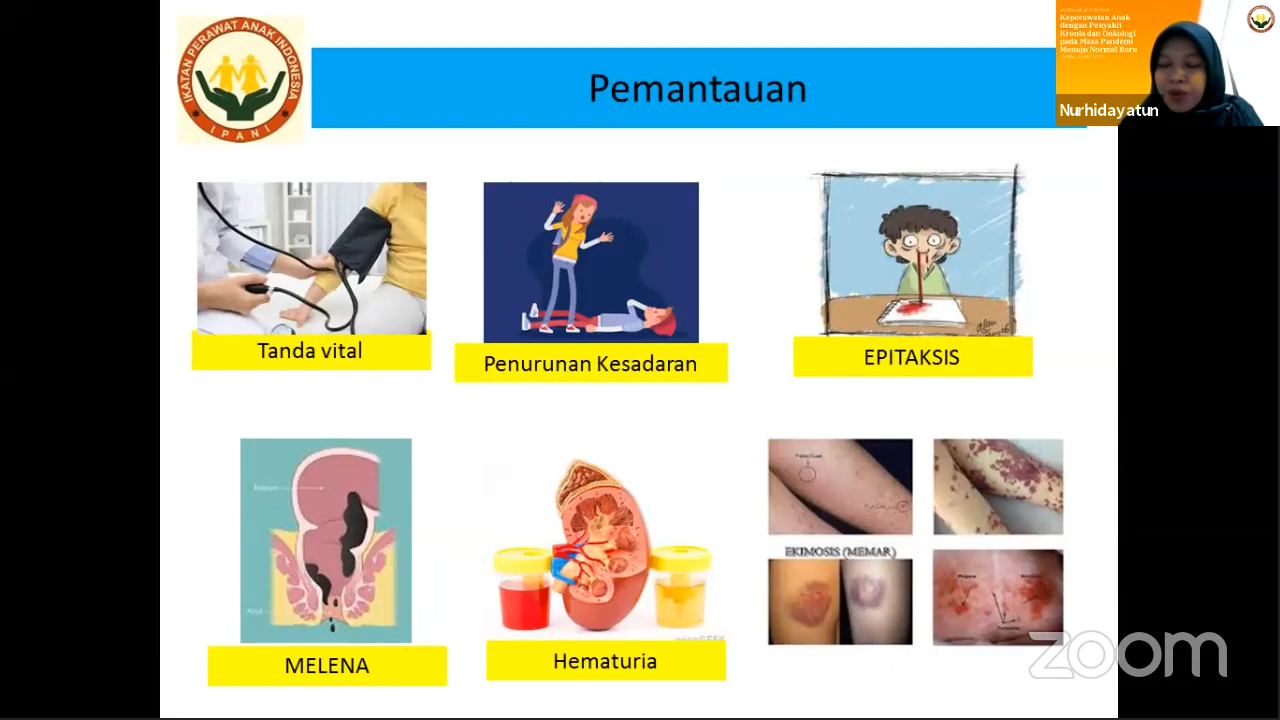 IKATAN PERAWAT ANAK INDONESIA
I P A N I
Pemantauan
Keperawatan Anak
dengan Penyakit
Kronis dan Onkologi
pada Masa Pandemi
Menuju Normal Baru
Nurhidayatun
Tanda vital
Penurunan Kesadaran
EPITAKSIS
EKIMOSIS (MEMAR)
MELENA
Hematuria
zoom